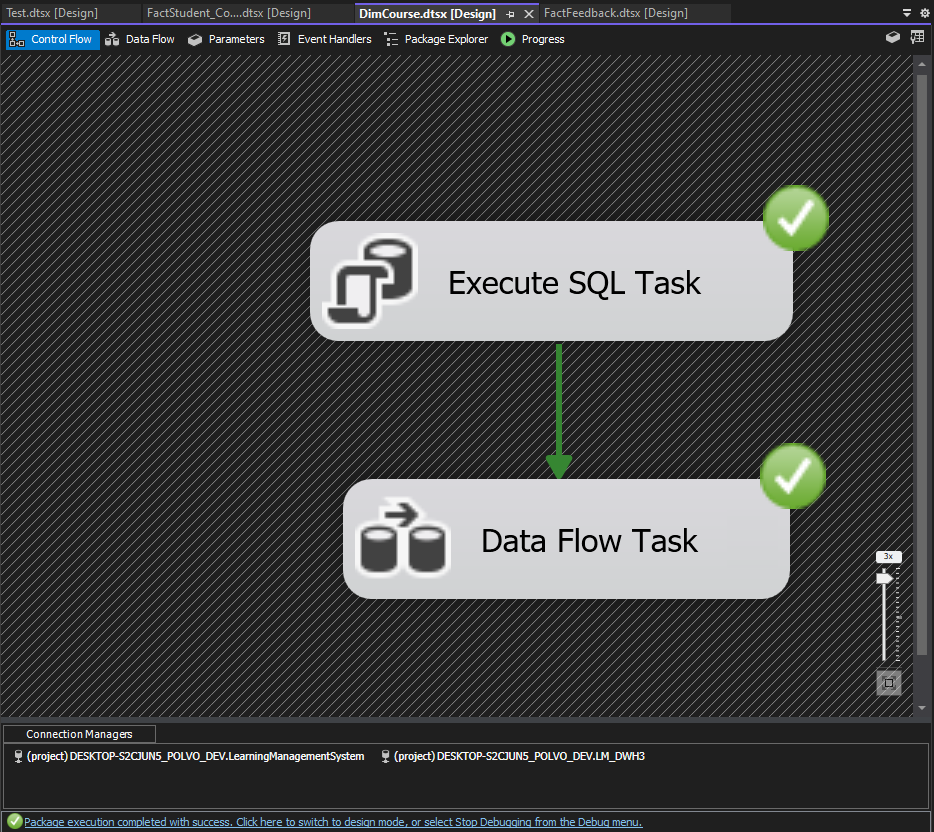 Test.dtsx [Design] FactStudent_Co....dtsx [Design] DimCourse.dtsx [Design] FactFeedback.dtsx [Design]
Control Flow Data Flow Parameters Event Handlers Package Explorer Progress
Execute SQL Task
Data Flow Task
3x
Connection Managers
(project) DESKTOP-S2CJUN5_POLVO_DEV.LearningManagementSystem (project) DESKTOP-S2CJUN5_POLVO_DEV.LM_DWH3
Package execution completed with success. Click here to switch to design mode, or select Stop Debugging from the Debug menu.